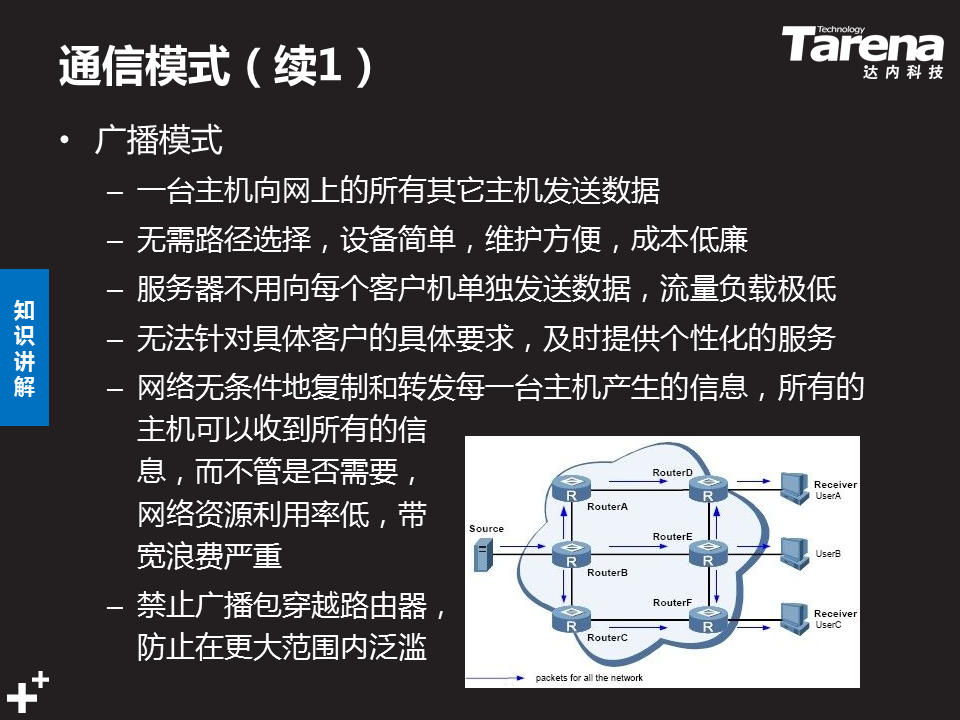 通信模式（续1）
Technology
Tarena
达内科技
• 广播模式
– 一台主机向网上的所有其它主机发送数据
– 无需路径选择，设备简单，维护方便，成本低廉
– 服务器不用向每个客户机单独发送数据，流量负载极低
– 无法针对具体客户的具体要求，及时提供个性化的服务
– 网络无条件地复制和转发每一台主机产生的信息，所有的
主机可以收到所有的信
息，而不管是否需要，
网络资源利用率低，带
宽浪费严重
– 禁止广播包穿越路由器，
防止在更大范围内泛滥
知
识
讲
解
RouterD
R
R
Receiver
UserA
RouterA
Source
RouterE
R
R
UserB
RouterB
RouterF
R
R
Receiver
UserC
RouterC
packets for all the network